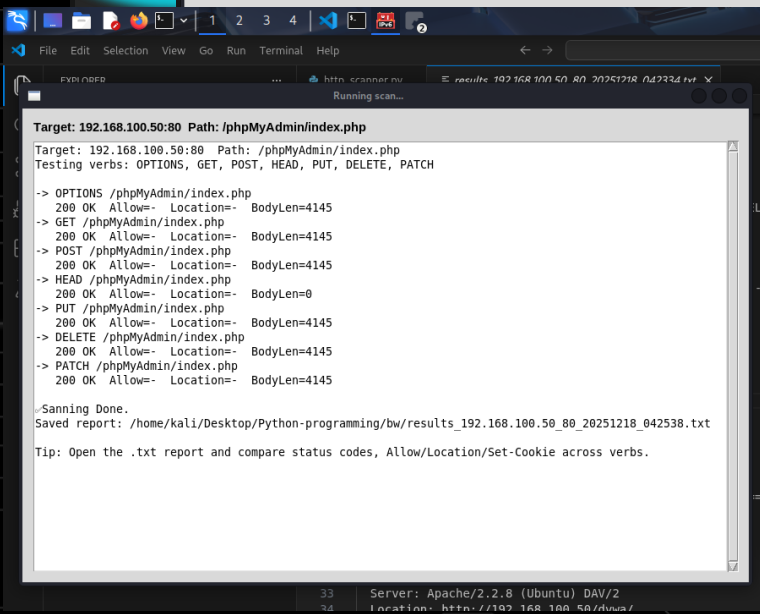 1 2 3 4
2
File Edit Selection View Go Run Terminal Help
EXPLORER ... http_scanner.py results_192.168.100.50_80_20251218_042334.txt
Running scan...
Target: 192.168.100.50:80 Path: /phpMyAdmin/index.php
Target: 192.168.100.50:80 Path: /phpMyAdmin/index.php
Testing verbs: OPTIONS, GET, POST, HEAD, PUT, DELETE, PATCH
-> OPTIONS /phpMyAdmin/index.php
200 OK Allow=- Location=- BodyLen=4145
-> GET /phpMyAdmin/index.php
200 OK Allow=- Location=- BodyLen=4145
-> POST /phpMyAdmin/index.php
200 OK Allow=- Location=- BodyLen=4145
-> HEAD /phpMyAdmin/index.php
200 OK Allow=- Location=- BodyLen=0
-> PUT /phpMyAdmin/index.php
200 OK Allow=- Location=- BodyLen=4145
-> DELETE /phpMyAdmin/index.php
200 OK Allow=- Location=- BodyLen=4145
-> PATCH /phpMyAdmin/index.php
200 OK Allow=- Location=- BodyLen=4145
✅Sanning Done.
Saved report: /home/kali/Desktop/Python-programming/bw/results_192.168.100.50_80_20251218_042538.txt
Tip: Open the .txt report and compare status codes, Allow/Location/Set-Cookie across verbs.
33 Server: Apache/2.2.8 (Ubuntu) DAV/2
34 Location: http://192.168.100.50/dvwa/